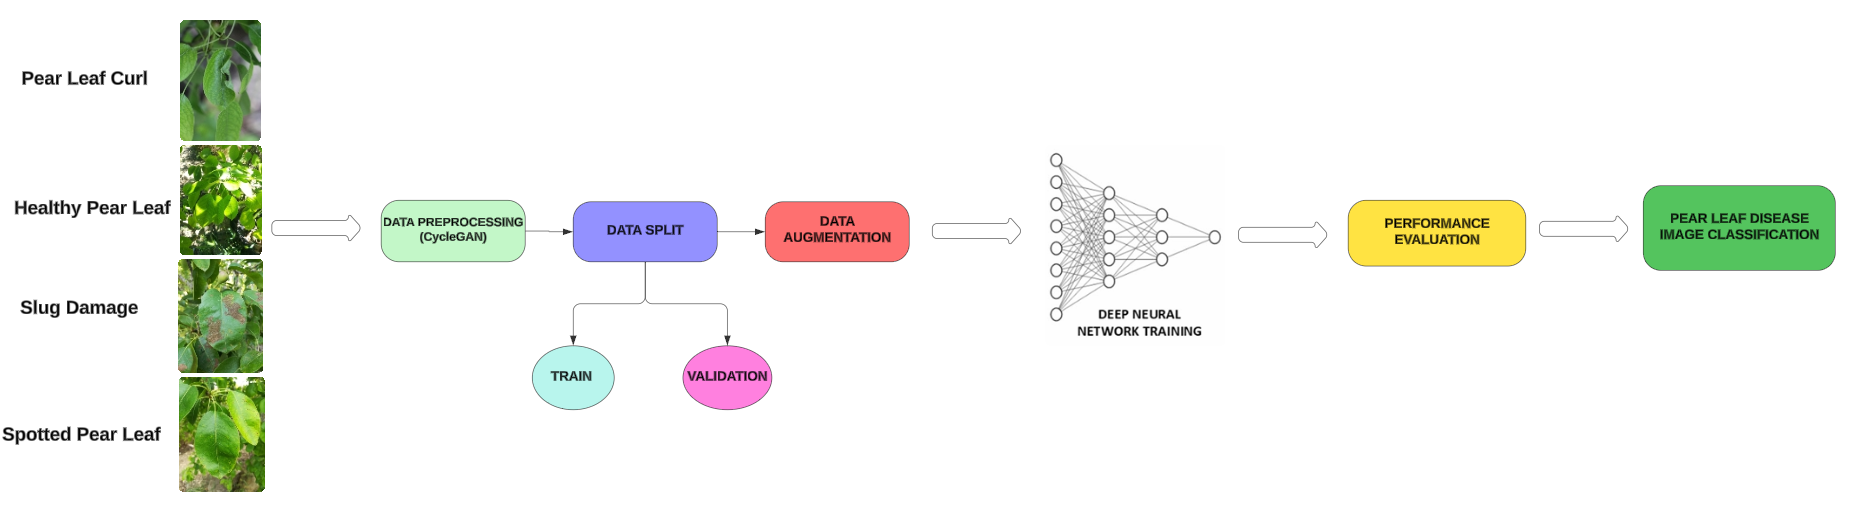 Pear Leaf Curl
Healthy Pear Leaf
Slug Damage
Spotted Pear Leaf
DATA PREPROCESSING
(CycleGAN)
DATA SPLIT
TRAIN
VALIDATION
DATA
AUGMENTATION
DEEP NEURAL
NETWORK TRAINING
PERFORMANCE
EVALUATION
PEAR LEAF DISEASE
IMAGE CLASSIFICATION